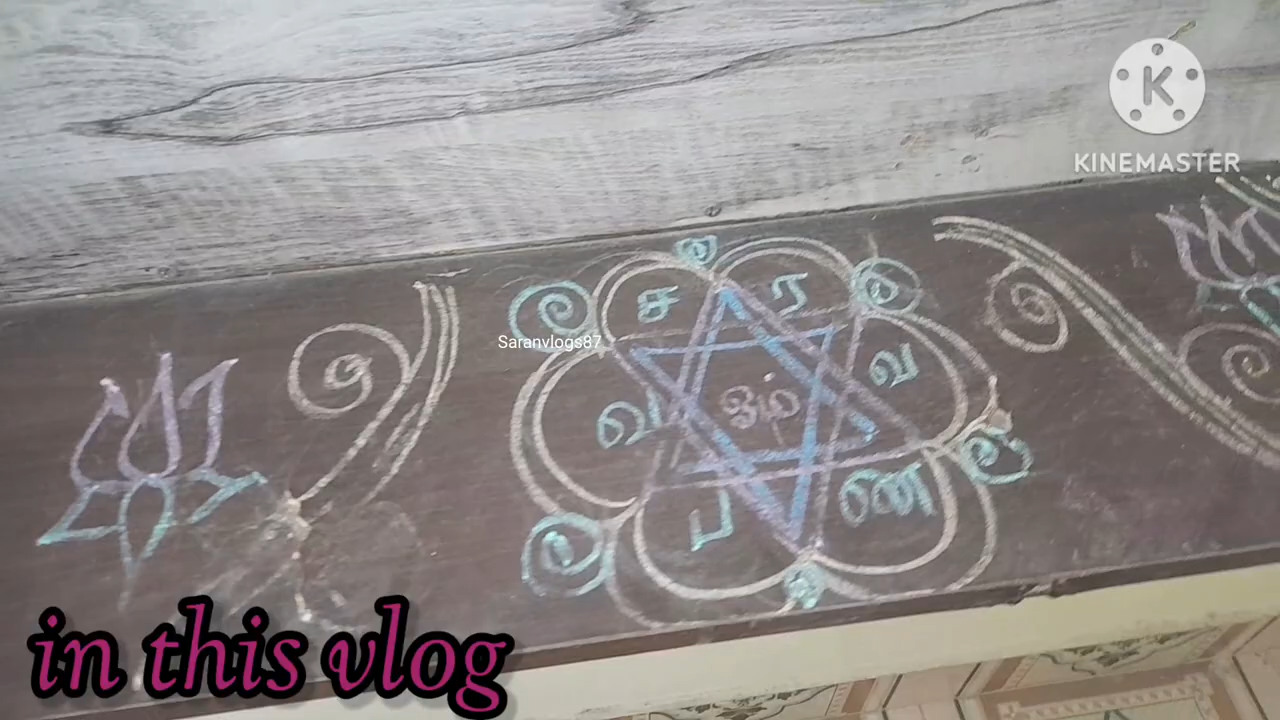 KINEMASTER
Saranvlogs87
ச ர வ ண ப வ
ஓம்
in this vlog